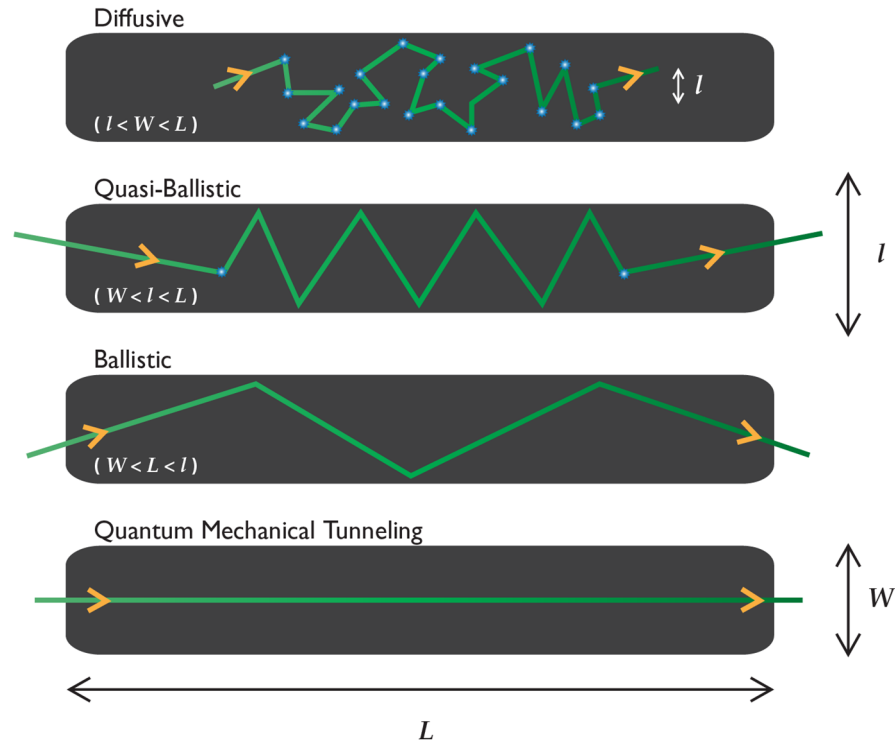 Diffusive
l
( l < W < L )
Quasi-Ballistic
l
( W < l < L )
Ballistic
( W < L < l )
Quantum Mechanical Tunneling
W
L